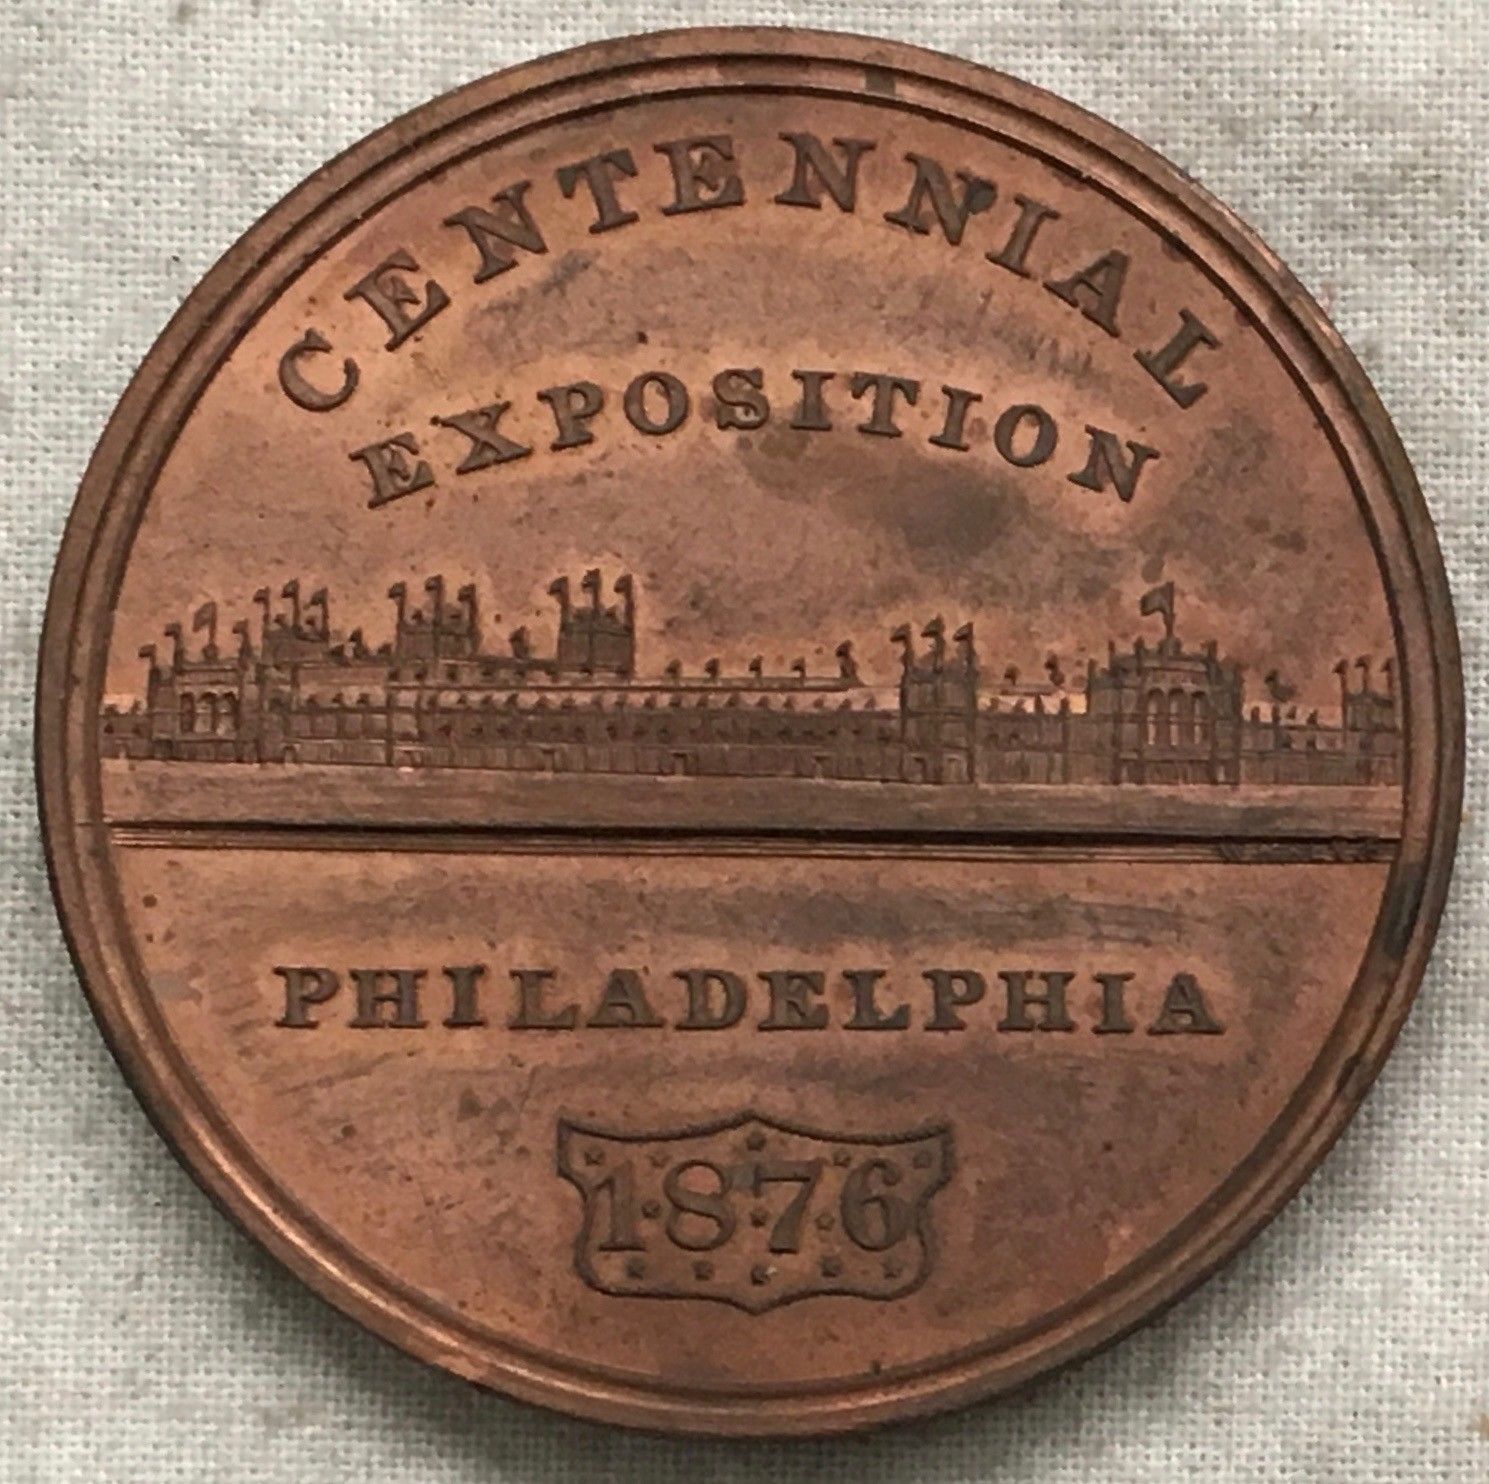 CENTENNIAL
EXPOSITION
PHILADELPHIA
1876